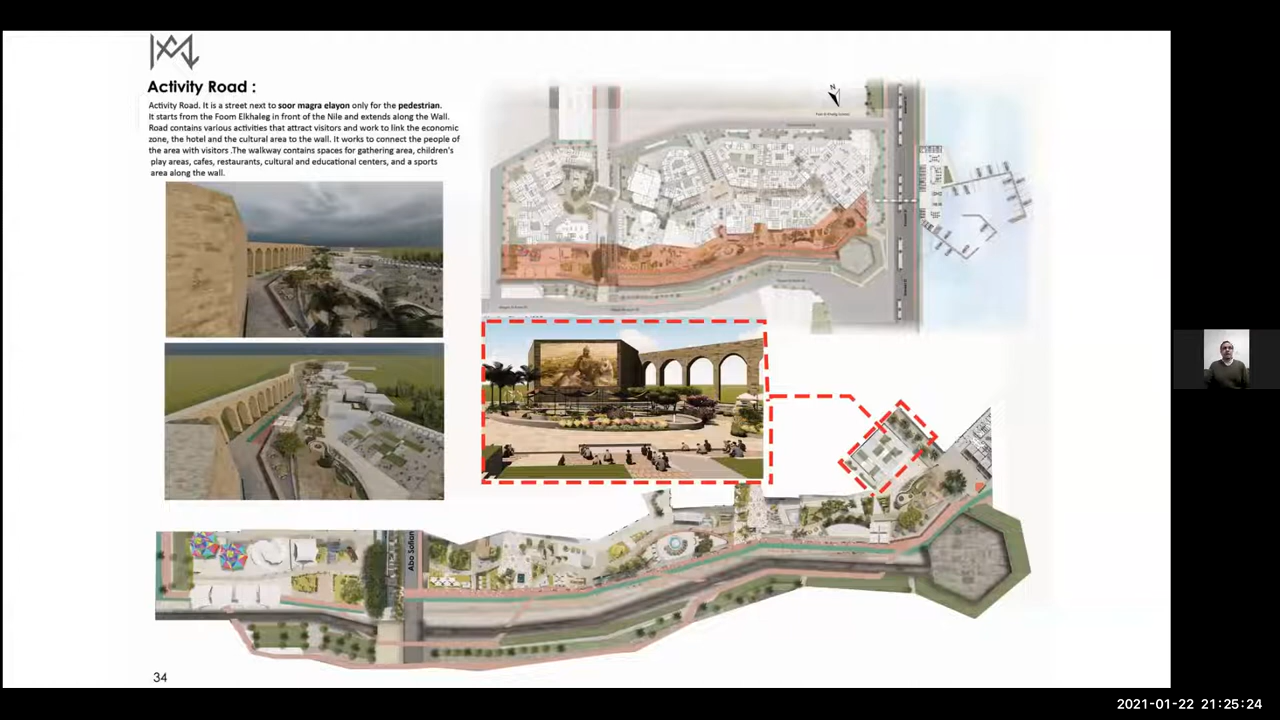 Activity Road :
Activity Road. It is a street next to soor magra elayon only for the pedestrian.
It starts from the Foom Elkhaleg in front of the Nile and extends along the Wall.
Road contains various activities that attract visitors and work to link the economic
zone, the hotel and the cultural area to the wall. It works to connect the people of
the area with visitors .The walkway contains spaces for gathering area, children's
play areas, cafes, restaurants, cultural and educational centers, and a sports
area along the wall.
N
Abo Sofian
34
2021-01-22 21:25:24